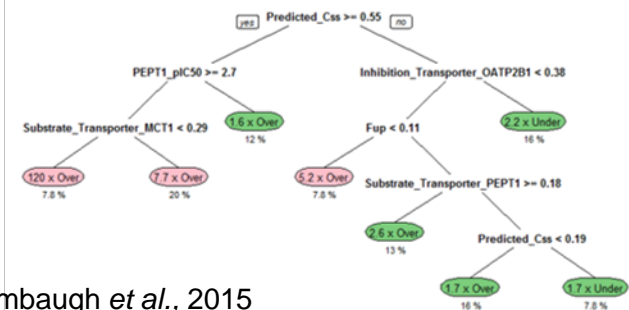 yes Predicted_Css >= 0.55 no
PEPT1_pIC50 >= 2.7 Inhibition_Transporter_OATP2B1 < 0.38
Substrate_Transporter_MCT1 < 0.29 1.6 x Over Fup < 0.11 2.2 x Under
12 % 16 %
120 x Over 7.7 x Over 5.2 x Over Substrate_Transporter_PEPT1 >= 0.18
7.8 % 20 % 7.8 %
2.6 x Over Predicted_Css < 0.19
13 %
1.7 x Over 1.7 x Under
mbaugh et al., 2015 16 % 7.8 %